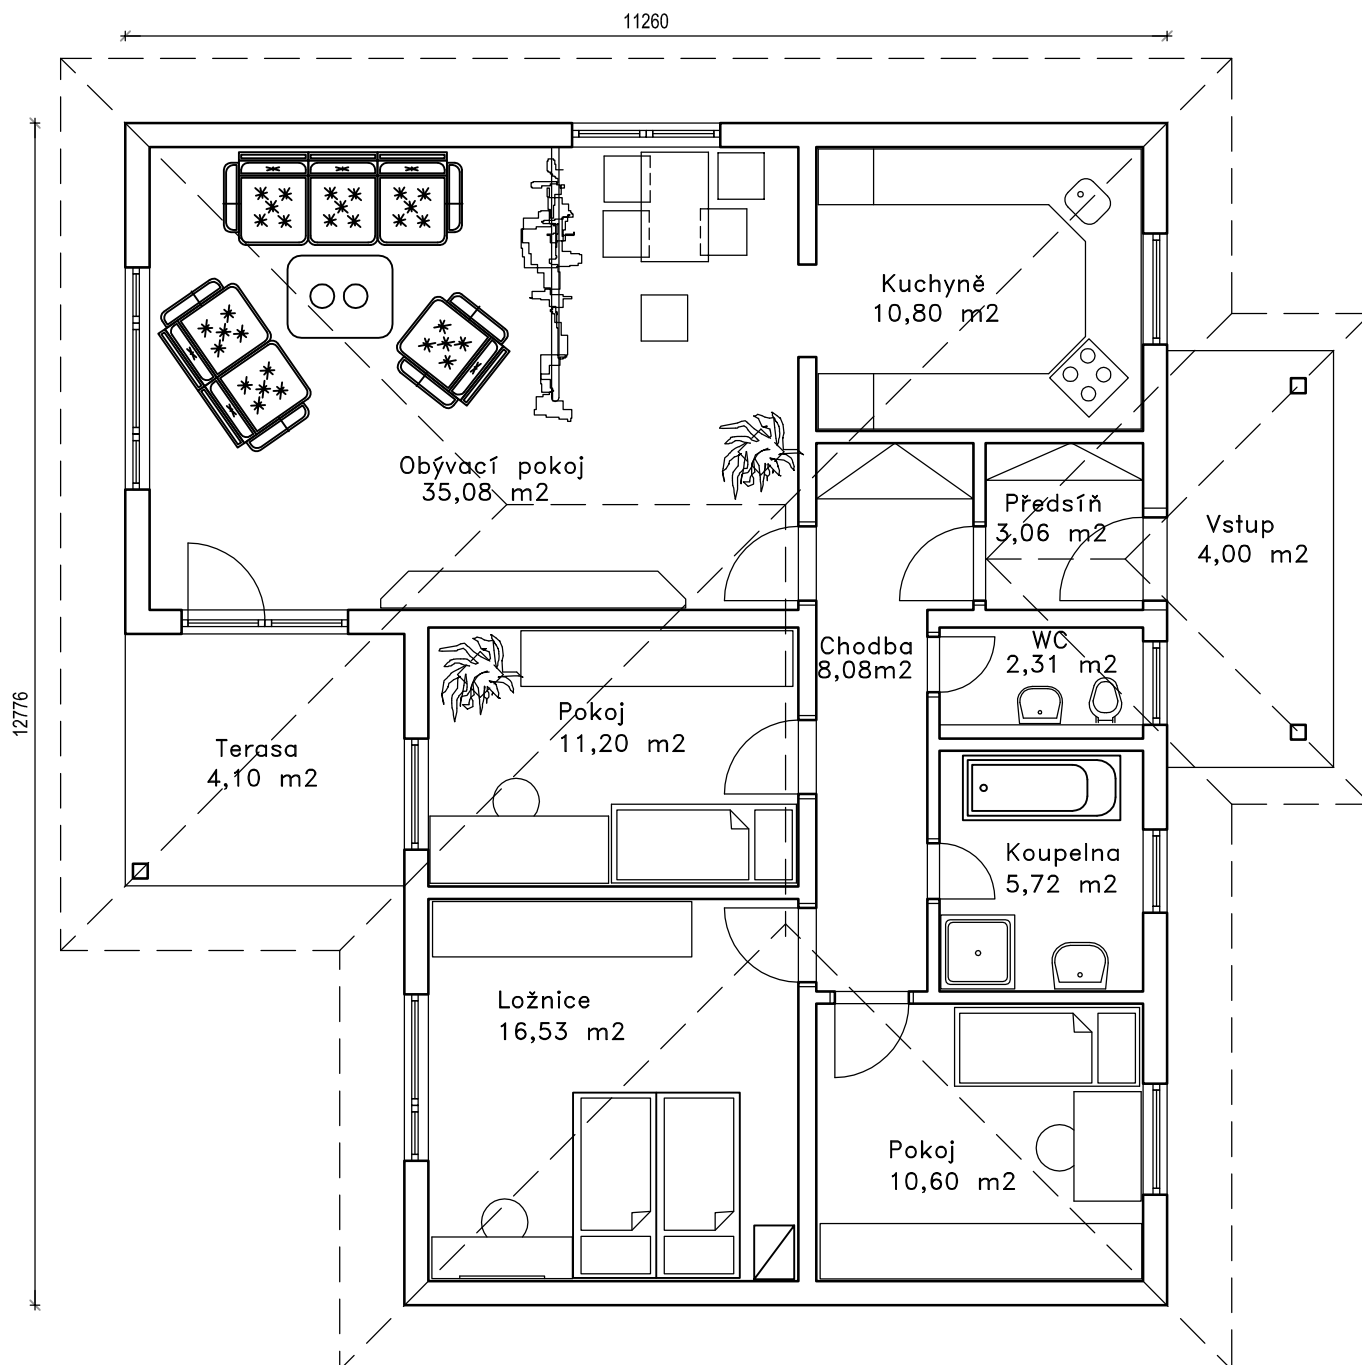 11260
12776
Kuchyně
10,80 m2
Obývací pokoj
35,08 m2
Předsíň
3,06 m2
Vstup
4,00 m2
Chodba
8,08m2
WC
2,31 m2
Pokoj
11,20 m2
Terasa
4,10 m2
Koupelna
5,72 m2
Ložnice
16,53 m2
Pokoj
10,60 m2